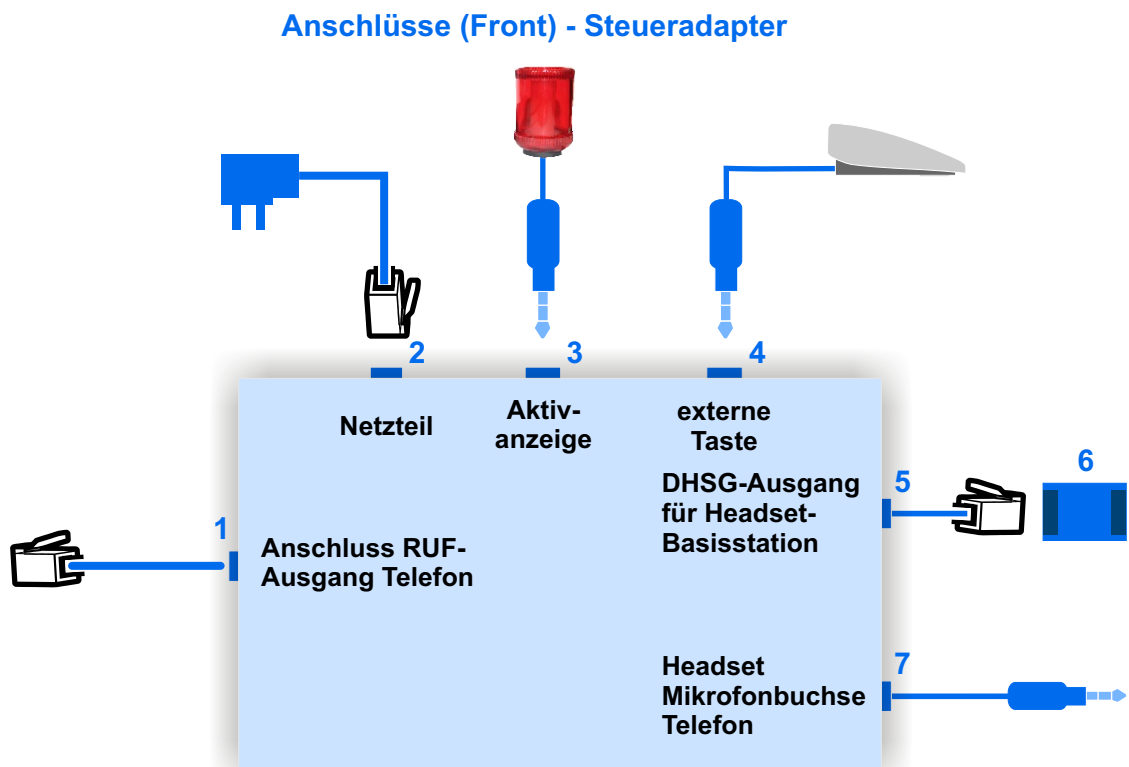 Anschlüsse (Front) - Steueradapter
2
3
4
Netzteil
Aktiv-
anzeige
externe
Taste
DHSG-Ausgang
für Headset-
Basisstation
5
6
1
Anschluss RUF-
Ausgang Telefon
Headset
Mikrofonbuchse
Telefon
7